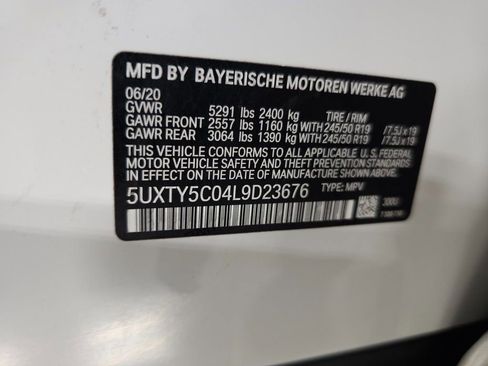 MFD BY BAYERISCHE MOTOREN WERKE AG
06/20
GVWR 5291 lbs 2400 kg TIRE / RIM
GAWR FRONT 2557 lbs 1160 kg WITH 245/50 R19 /7.5J x19
GAWR REAR 3064 lbs 1390 kg WITH 245/50 R19 /7.5J x19
THIS VEHICLE CONFORMS TO ALL APPLICABLE U.S. FEDERAL
MOTOR VEHICLE SAFETY, BUMPER, AND THEFT PREVENTION STANDARDS
IN EFFECT ON THE DATE OF MANUFACTURE SHOWN ABOVE.
5UXTY5C04L9D23676 TYPE: MPV